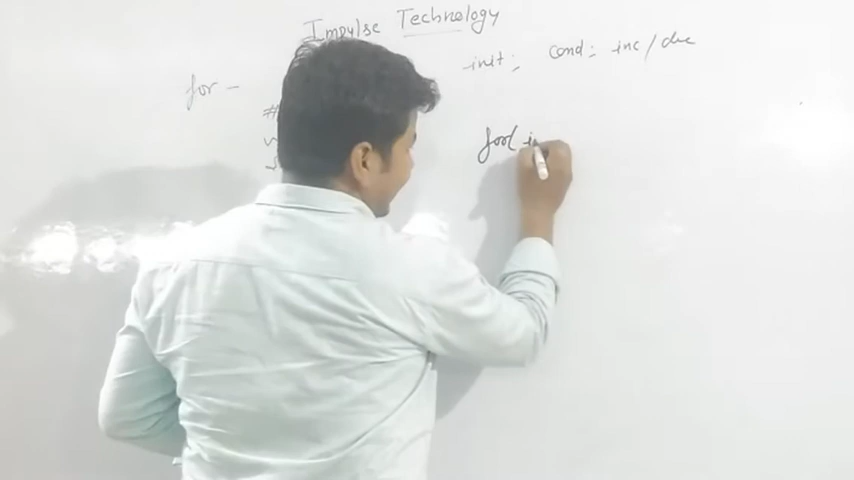 Impulse Technology
init; cond; inc/dec
for -
#
for( i